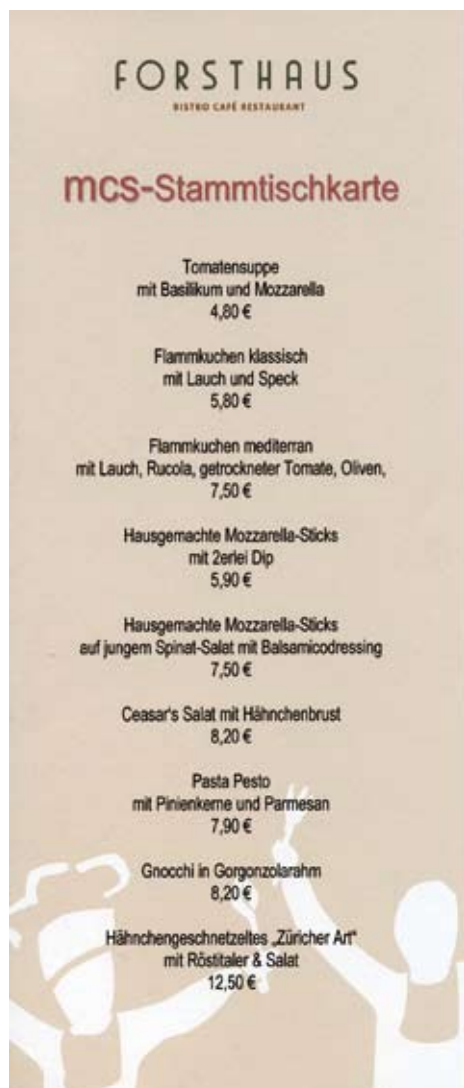 FORSTHAUS
BISTRO CAFÉ RESTAURANT
mcs-Stammtischkarte
Tomatensuppe
mit Basilikum und Mozzarella
4,80 €
Flammkuchen klassisch
mit Lauch und Speck
5,80 €
Flammkuchen mediterran
mit Lauch, Rucola, getrockneter Tomate, Oliven,
7,50 €
Hausgemachte Mozzarella-Sticks
mit 2erlei Dip
5,90 €
Hausgemachte Mozzarella-Sticks
auf jungem Spinat-Salat mit Balsamicodressing
7,50 €
Ceasar's Salat mit Hähnchenbrust
8,20 €
Pasta Pesto
mit Pinienkerne und Parmesan
7,90 €
Gnocchi in Gorgonzolarahm
8,20 €
Hähnchengeschnetzeltes „Züricher Art"
mit Röstitaler & Salat
12,50 €